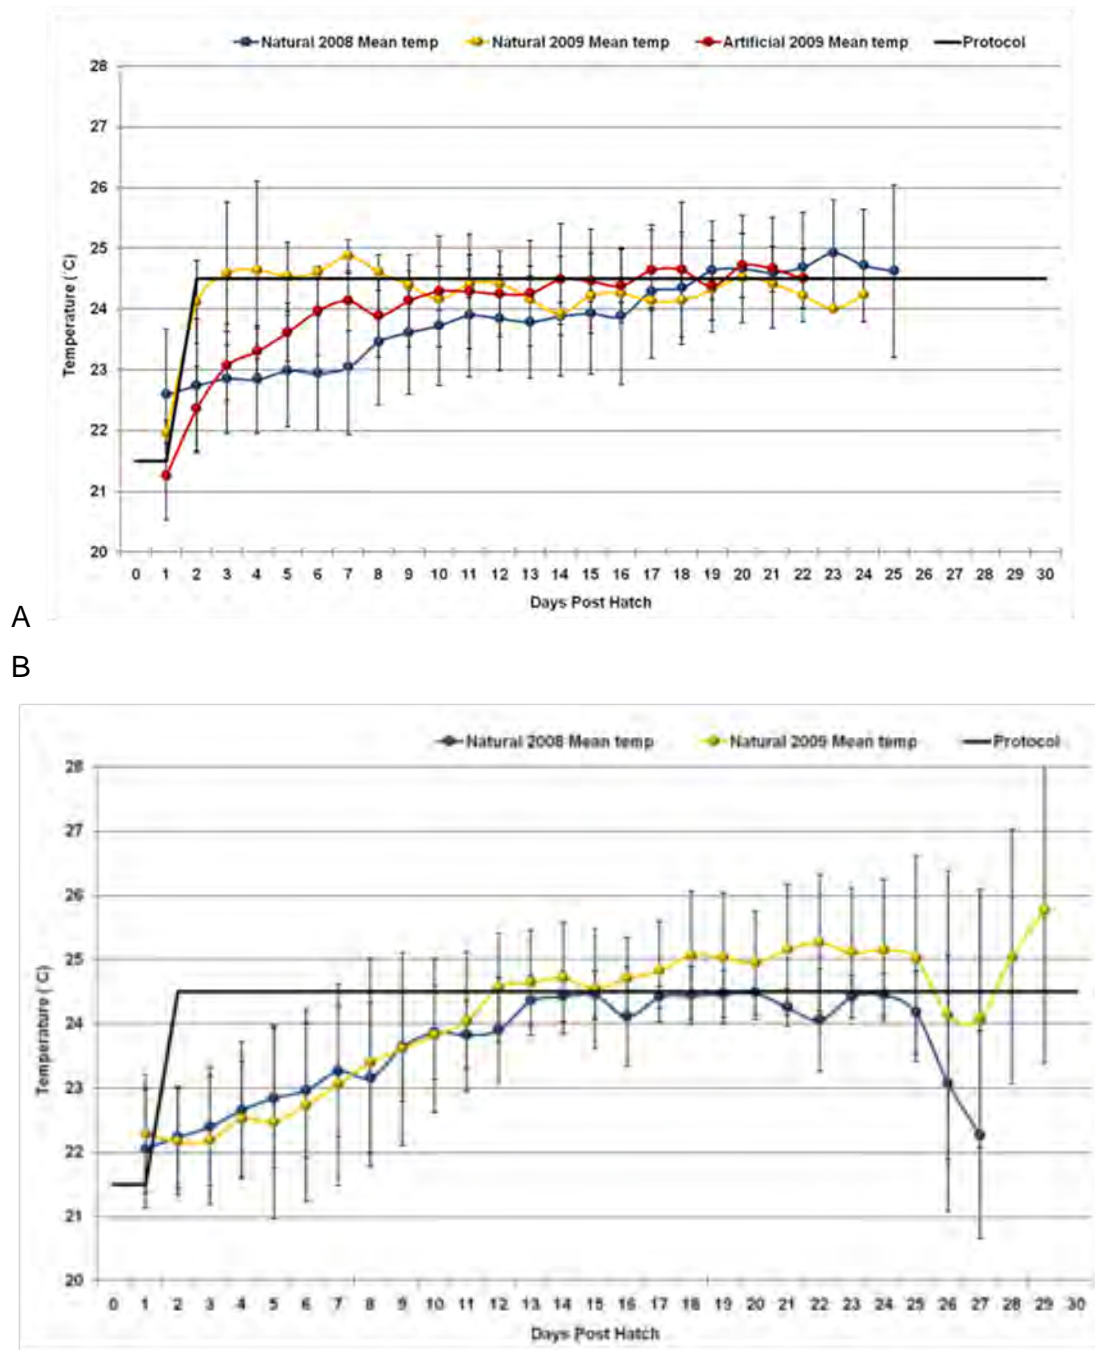 Natural 2008 Mean temp Natural 2009 Mean temp Artificial 2009 Mean temp Protocol
28
27
26
25
24
23
22
21
20
Temperature (˚C)
0 1 2 3 4 5 6 7 8 9 10 11 12 13 14 15 16 17 18 19 20 21 22 23 24 25 26 27 28 29 30
Days Post Hatch
A
B
Natural 2008 Mean temp Natural 2009 Mean temp Protocol
28
27
26
25
24
23
22
21
20
Temperature (˚C)
0 1 2 3 4 5 6 7 8 9 10 11 12 13 14 15 16 17 18 19 20 21 22 23 24 25 26 27 28 29 30
Days Post Hatch